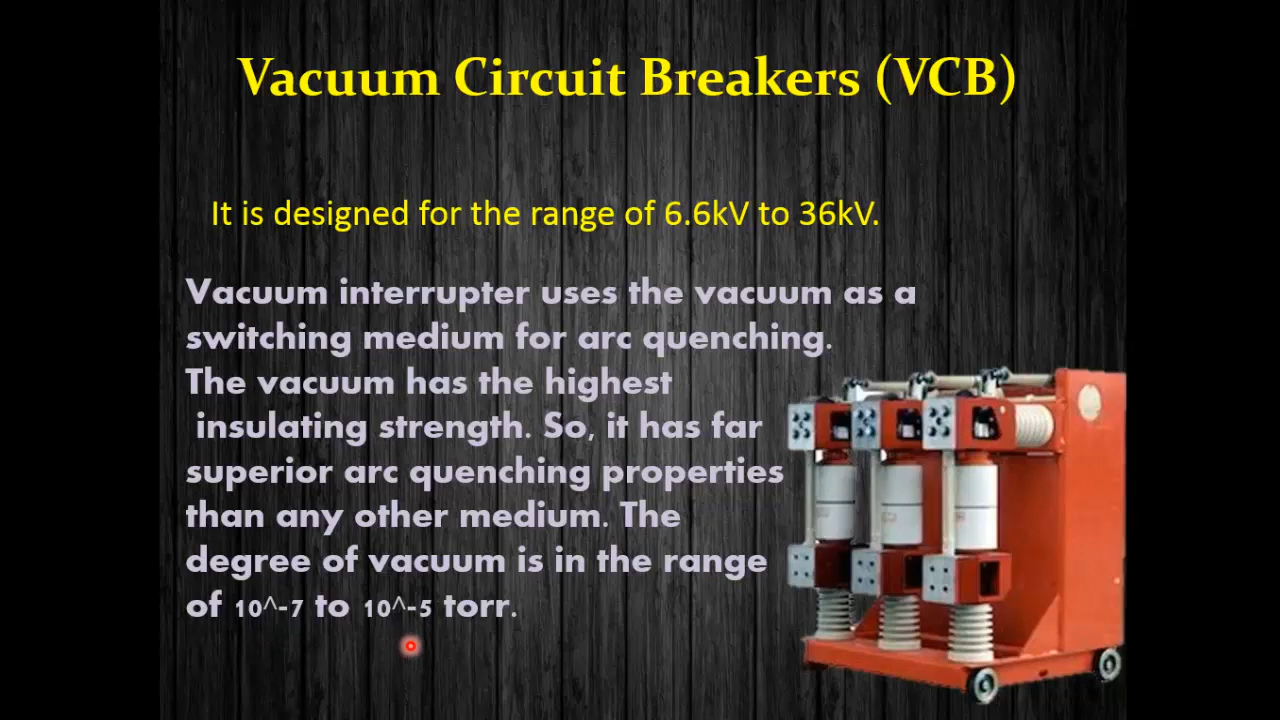 Vacuum Circuit Breakers (VCB)
It is designed for the range of 6.6kV to 36kV.
Vacuum interrupter uses the vacuum as a
switching medium for arc quenching.
The vacuum has the highest
insulating strength. So, it has far
superior arc quenching properties
than any other medium. The
degree of vacuum is in the range
of 10^-7 to 10^-5 torr.